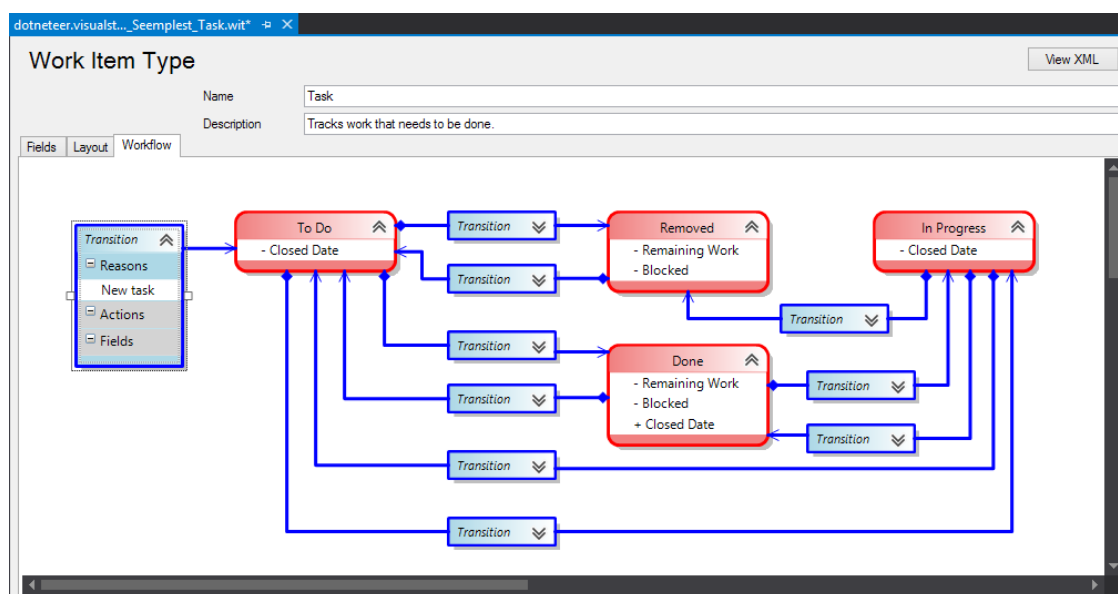 dotneteer.visualst..._Seemplest_Task.wit*
Work Item Type
View XML
Name
Task
Description
Tracks work that needs to be done.
Fields
Layout
Workflow
Transition
Reasons
New task
Actions
Fields
To Do
- Closed Date
Transition
Transition
Transition
Transition
Transition
Transition
Removed
- Remaining Work
- Blocked
Done
- Remaining Work
- Blocked
+ Closed Date
In Progress
- Closed Date
Transition
Transition
Transition